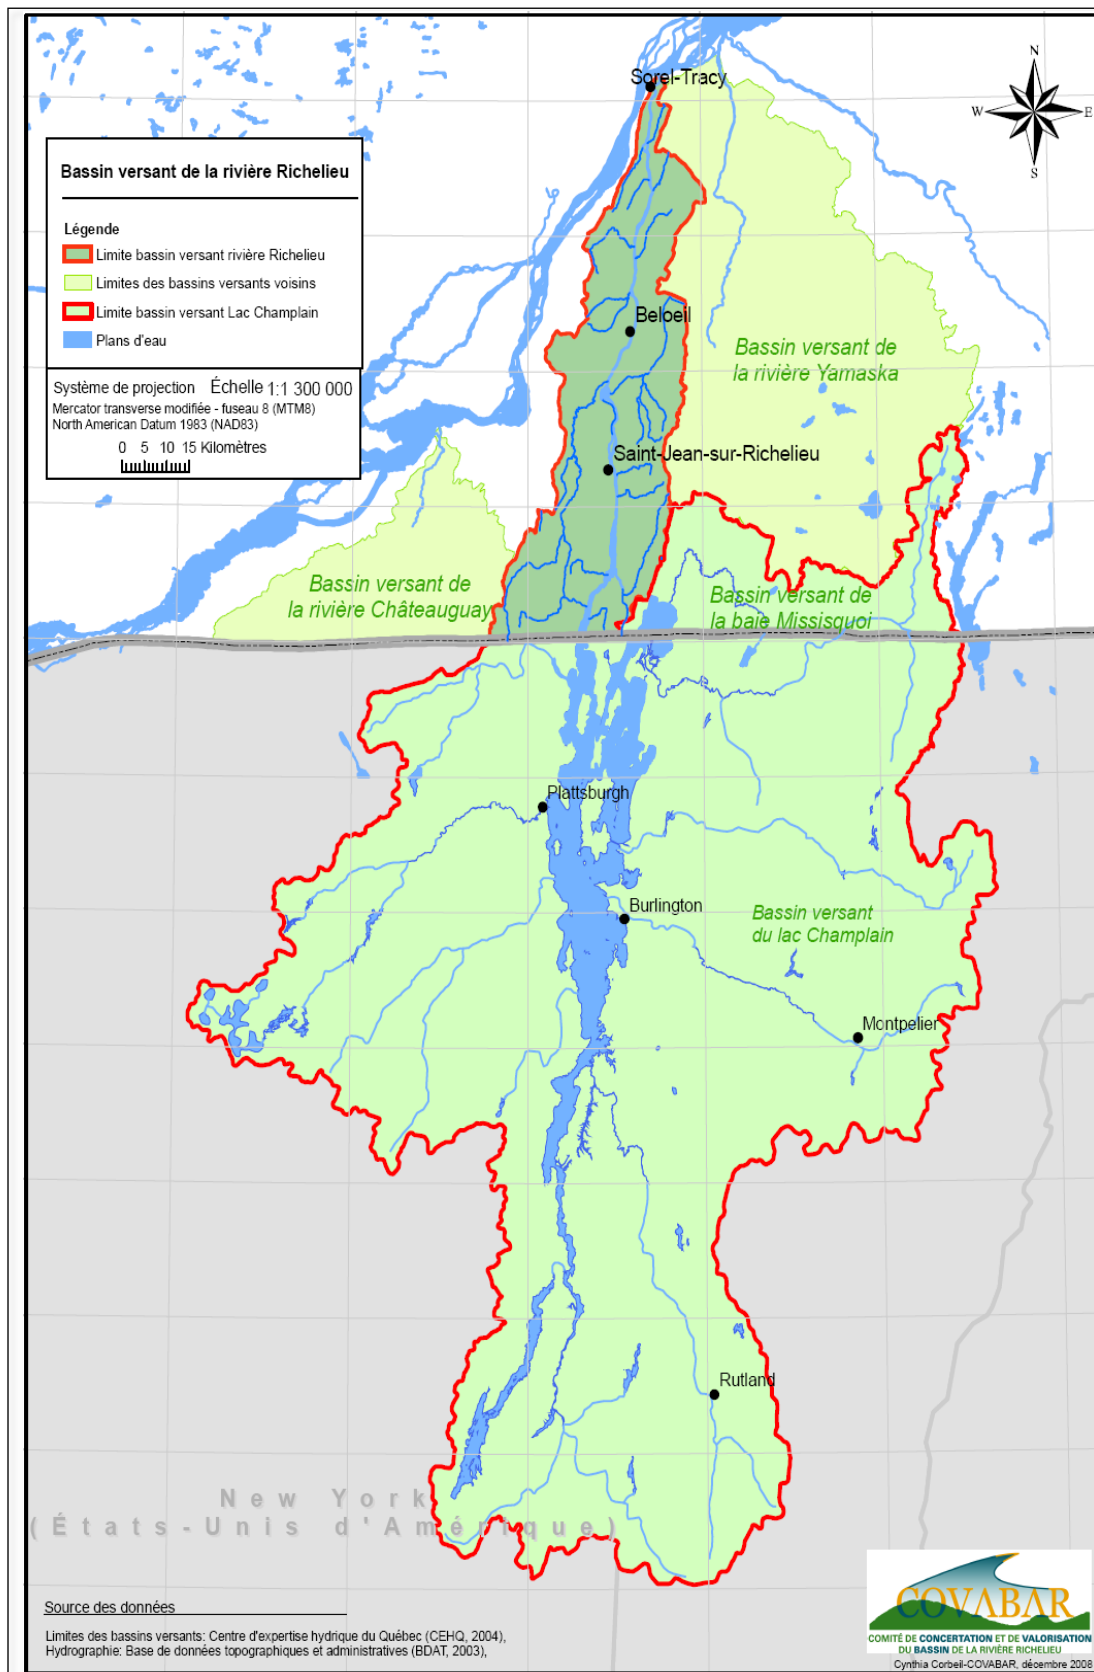 Sorel-Tracy
N
W
E
S
Bassin versant de la rivière Richelieu
Légende
Limite bassin versant rivière Richelieu
Limites des bassins versants voisins
Limite bassin versant Lac Champlain
Plans d'eau
Système de projection Échelle 1:1 300 000
Mercator transverse modifiée - fuseau 8 (MTM8)
North American Datum 1983 (NAD83)
0 5 10 15 Kilomètres
Beloeil
Bassin versant de
la rivière Yamaska
Saint-Jean-sur-Richelieu
Bassin versant de
la rivière Châteauguay
Bassin versant de
la baie Missisquoi
Plattsburgh
Burlington
Bassin versant
du lac Champlain
Montpelier
Rutland
New York
(États-Unis d'Amérique)
Source des données
Limites des bassins versants: Centre d'expertise hydrique du Québec (CEHQ, 2004),
Hydrographie: Base de données topographiques et administratives (BDAT, 2003),
COVABAR
COMITÉ DE CONCERTATION ET DE VALORISATION
DU BASSIN DE LA RIVIÈRE RICHELIEU
Cynthia Corbeil-COVABAR, décembre 2008